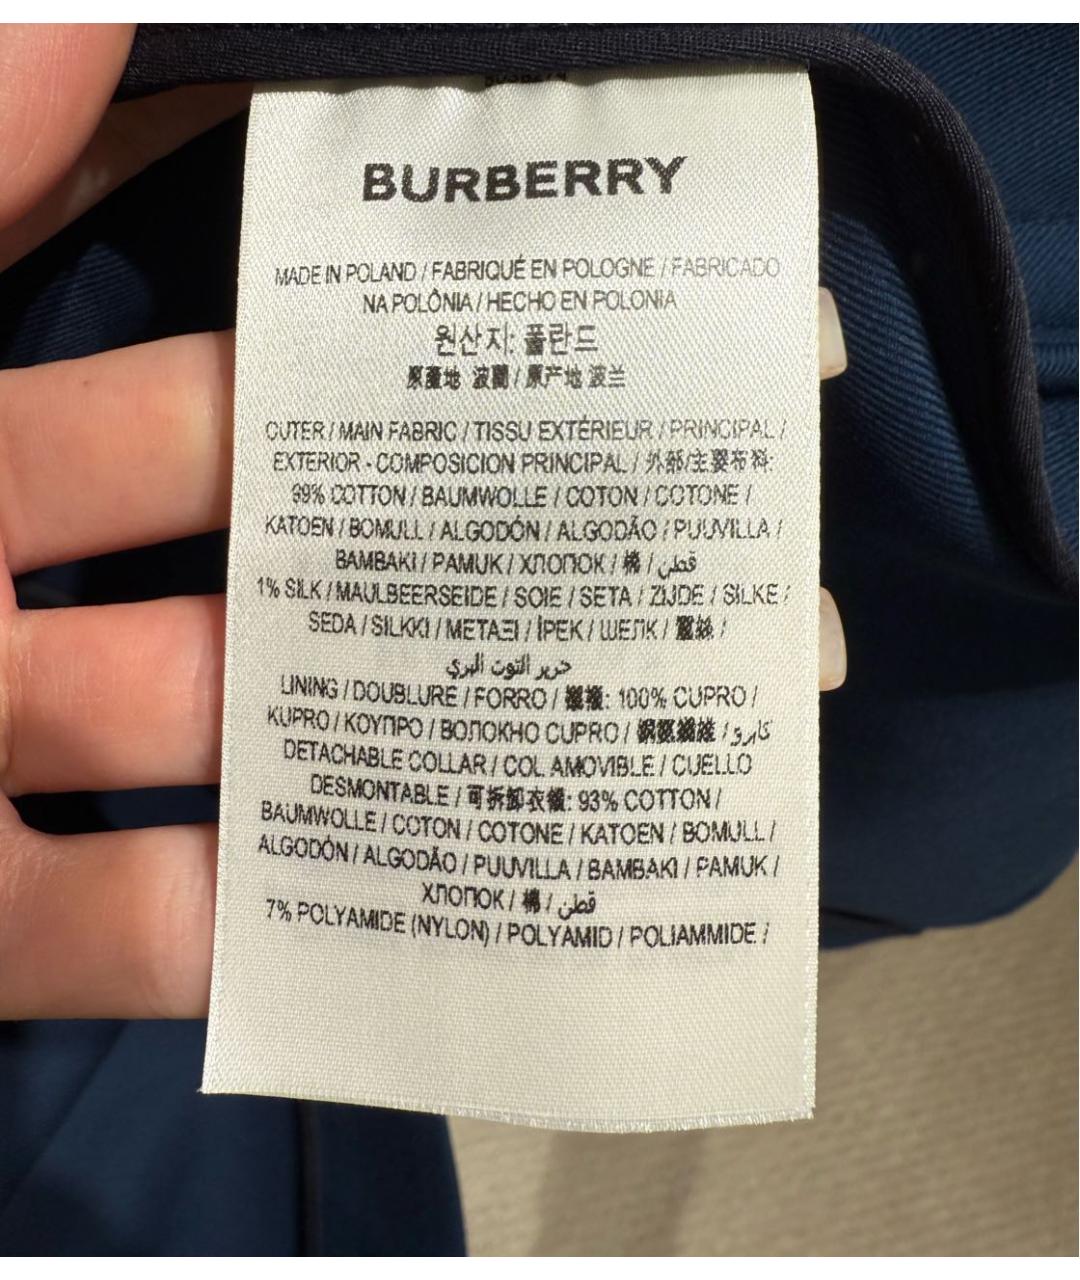 BURBERRY
MADE IN POLAND / FABRIQUÉ EN POLOGNE / FABRICADO
NA POLÔNIA / HECHO EN POLONIA
원산지: 폴란드
原產地 波蘭 / 原产地 波兰
OUTER / MAIN FABRIC / TISSU EXTÉRIEUR / PRINCIPAL /
EXTERIOR - COMPOSICION PRINCIPAL / 外部/主要布料:
99% COTTON / BAUMWOLLE / COTON / COTONE /
KATOEN / BOMULL / ALGODÓN / ALGODÃO / PUUVILLA /
BAMBAKI / PAMUK / ХЛОПОК / 棉 / قطن
1% SILK / MAULBEERSEIDE / SOIE / SETA / ZIJDE / SILKE /
SEDA / SILKKI / ΜΕΤΑΞΙ / İPEK / ШЕЛК / 蠶絲 /
حرير التوت البري
LINING / DOUBLURE / FORRO / : 100% CUPRO /
KUPRO / ΚΟΥΠΡΟ / ВОЛОКНО CUPRO / / كابرو
DETACHABLE COLLAR / COL AMOVIBLE / CUELLO
DESMONTABLE / 可拆卸衣領: 93% COTTON /
BAUMWOLLE / COTON / COTONE / KATOEN / BOMULL /
ALGODÓN / ALGODÃO / PUUVILLA / BAMBAKI / PAMUK /
ХЛОПОК / 棉 / قطن
7% POLYAMIDE (NYLON) / POLYAMID / POLIAMMIDE /